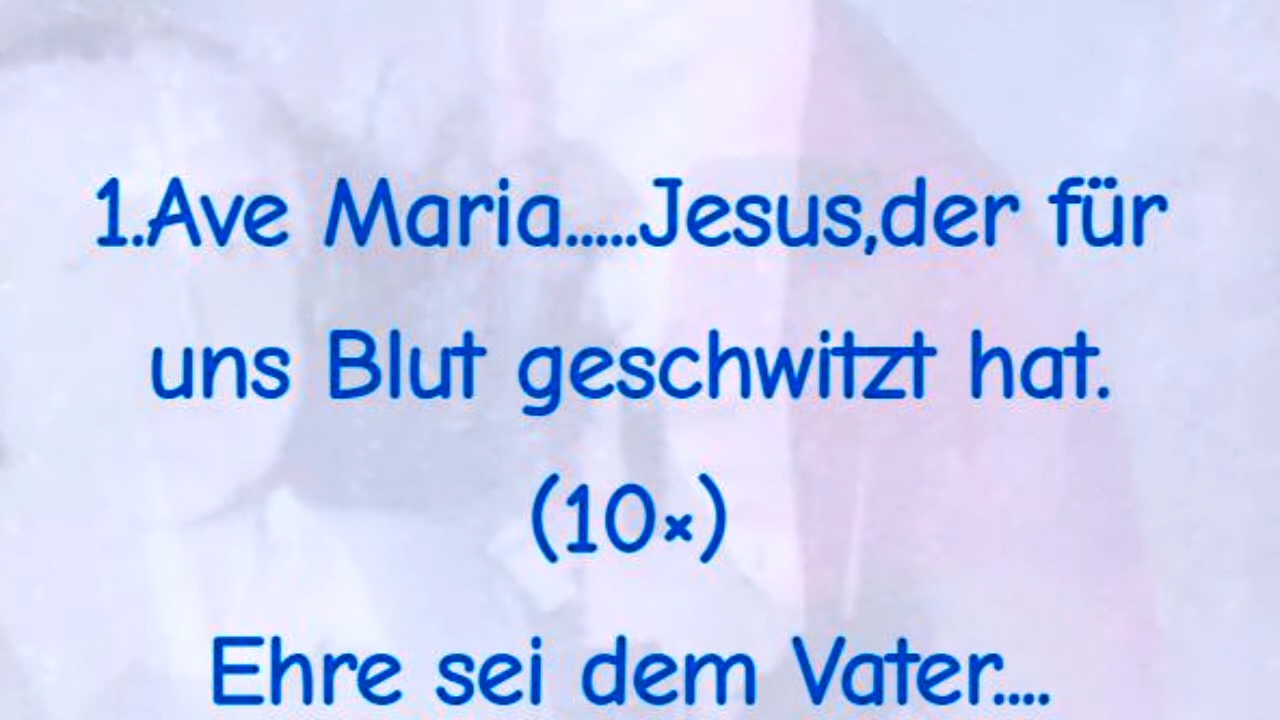 1.Ave Maria.....Jesus,der für
uns Blut geschwitzt hat.
(10×)
Ehre sei dem Vater....